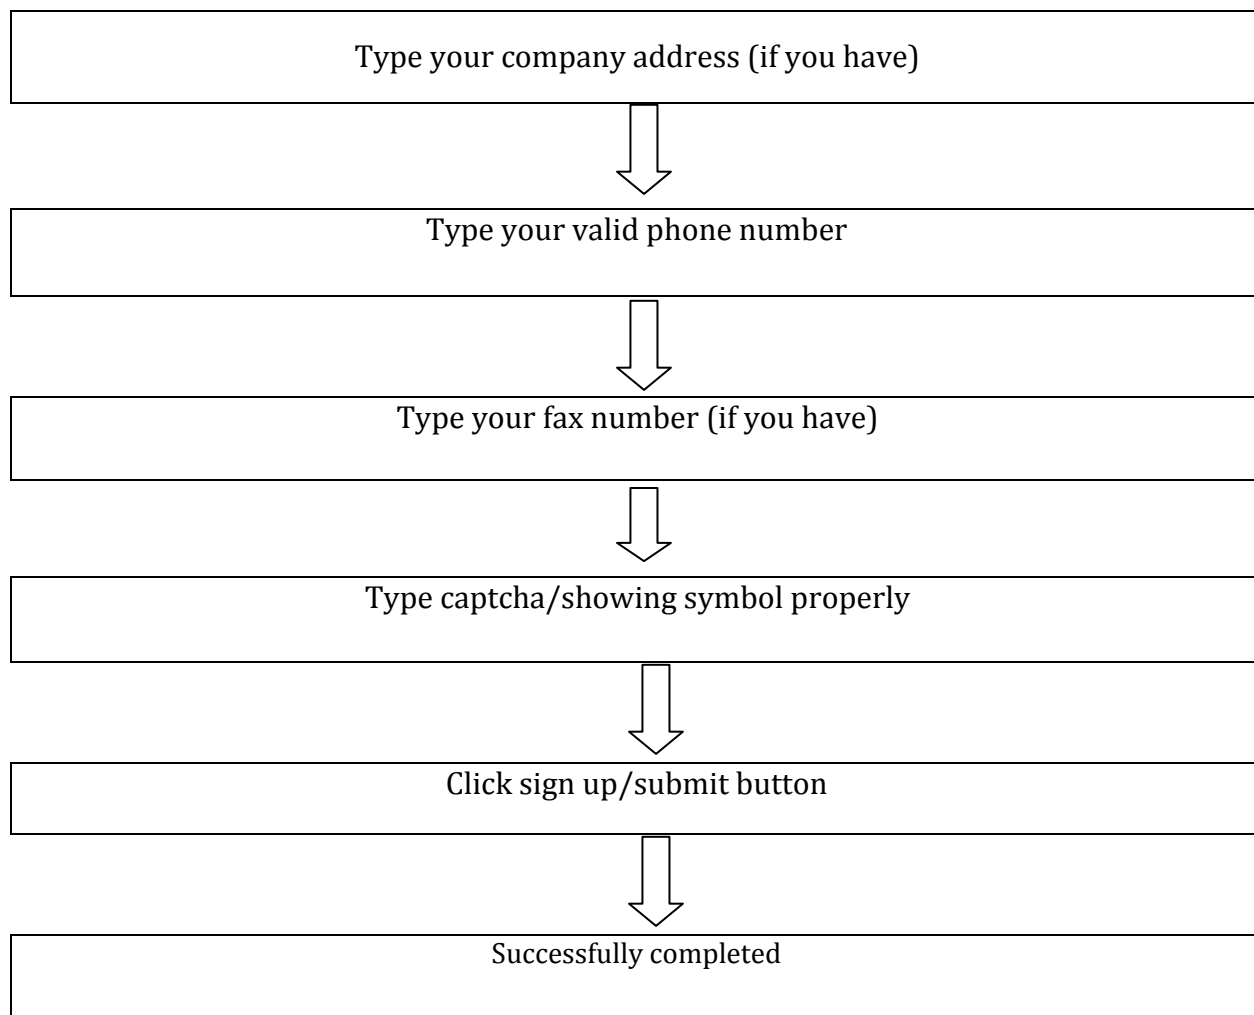 Type your company address (if you have)
Type your valid phone number
Type your fax number (if you have)
Type captcha/showing symbol properly
Click sign up/submit button
Successfully completed